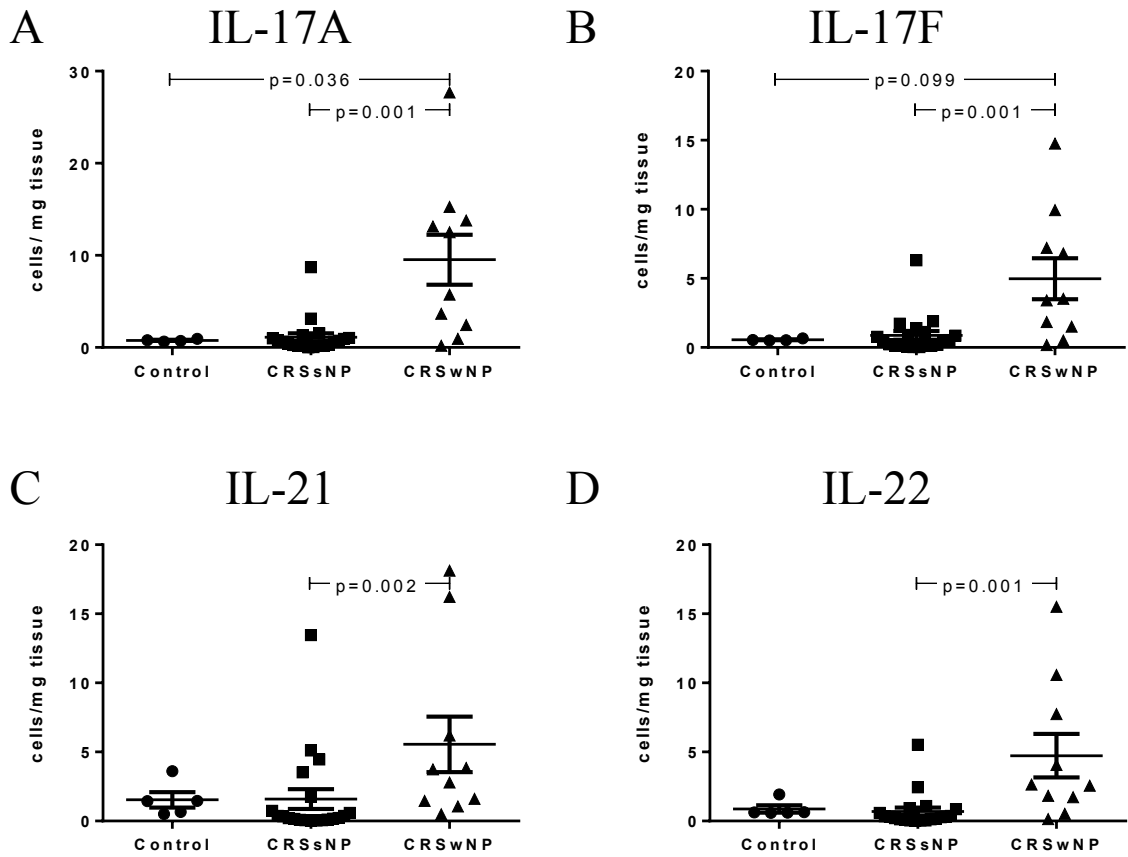 A IL-17A
30
20
10
0
cells/ mg tissue
p=0.036
p=0.001
Control CRSsNP CRSwNP
B IL-17F
20
15
10
5
0
cells/mg tissue
p=0.099
p=0.001
Control CRSsNP CRSwNP
C IL-21
20
15
10
5
0
cells/mg tissue
p=0.002
Control CRSsNP CRSwNP
D IL-22
20
15
10
5
0
cells/mg tissue
p=0.001
Control CRSsNP CRSwNP